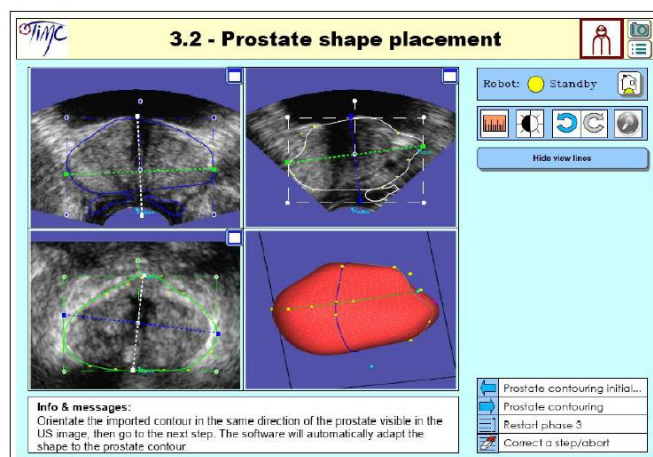 TIMC
3.2 - Prostate shape placement
Robot: Standby
Hide view lines
Info & messages:
Orientate the imported contour in the same direction of the prostate visible in the
US image, then go to the next step. The software will automatically adapt the
shape to the prostate contour.
Prostate contouring initial...
Prostate contouring
Restart phase 3
Correct a step/abort